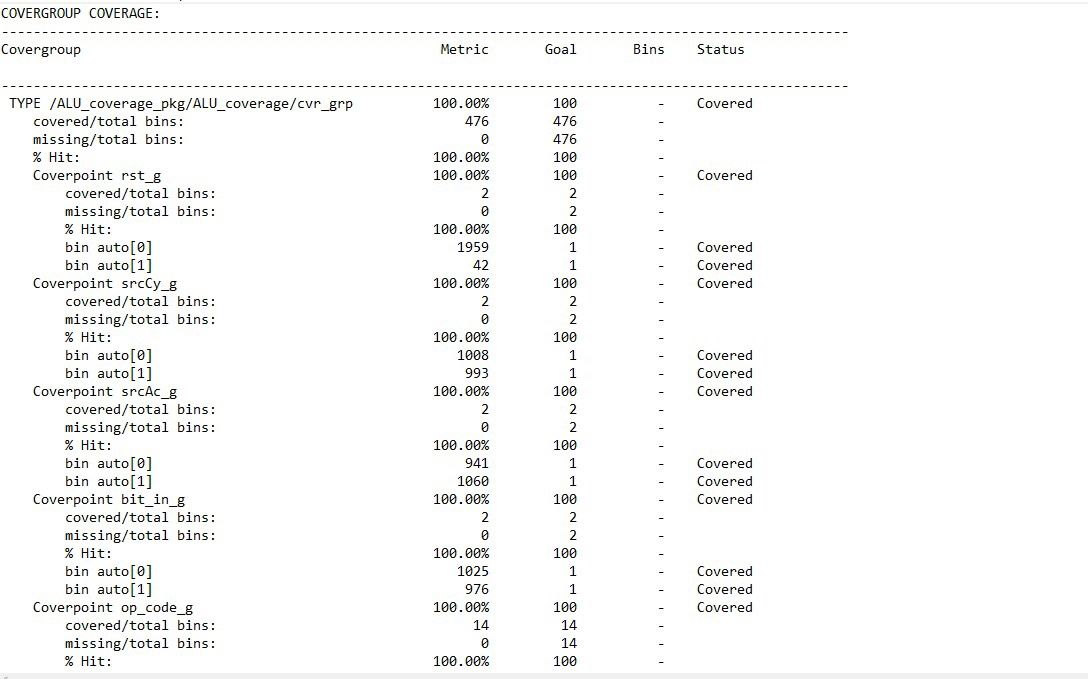 COVERGROUP COVERAGE:
----------------------------------------------------------------------------------------------------------
Covergroup Metric Goal Bins Status
----------------------------------------------------------------------------------------------------------
TYPE /ALU_coverage_pkg/ALU_coverage/cvr_grp 100.00% 100 - Covered
covered/total bins: 476 476 -
missing/total bins: 0 476 -
% Hit: 100.00% 100 -
Coverpoint rst_g 100.00% 100 - Covered
covered/total bins: 2 2 -
missing/total bins: 0 2 -
% Hit: 100.00% 100 -
bin auto[0] 1959 1 - Covered
bin auto[1] 42 1 - Covered
Coverpoint srcCy_g 100.00% 100 - Covered
covered/total bins: 2 2 -
missing/total bins: 0 2 -
% Hit: 100.00% 100 -
bin auto[0] 1008 1 - Covered
bin auto[1] 993 1 - Covered
Coverpoint srcAc_g 100.00% 100 - Covered
covered/total bins: 2 2 -
missing/total bins: 0 2 -
% Hit: 100.00% 100 -
bin auto[0] 941 1 - Covered
bin auto[1] 1060 1 - Covered
Coverpoint bit_in_g 100.00% 100 - Covered
covered/total bins: 2 2 -
missing/total bins: 0 2 -
% Hit: 100.00% 100 -
bin auto[0] 1025 1 - Covered
bin auto[1] 976 1 - Covered
Coverpoint op_code_g 100.00% 100 - Covered
covered/total bins: 14 14 -
missing/total bins: 0 14 -
% Hit: 100.00% 100 -